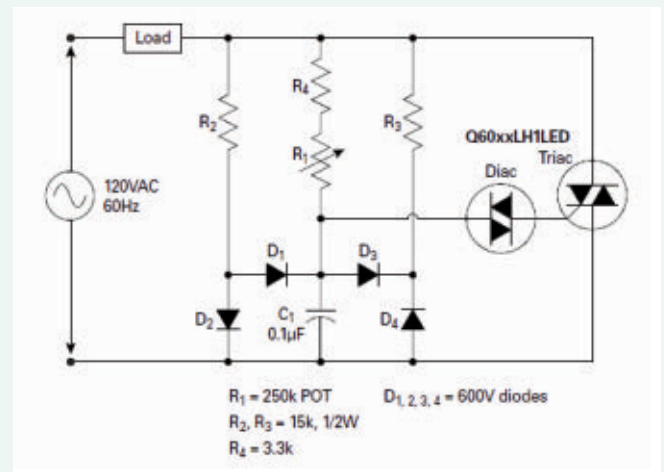 Load
R4
R2
R3
R1
Q60xxLH1LED
Triac
Diac
120VAC
60Hz
D1
D3
D2
C1
0.1µF
D4
R1 = 250k POT
D1, 2, 3, 4 = 600V diodes
R2, R3 = 15k, 1/2W
R4 = 3.3k